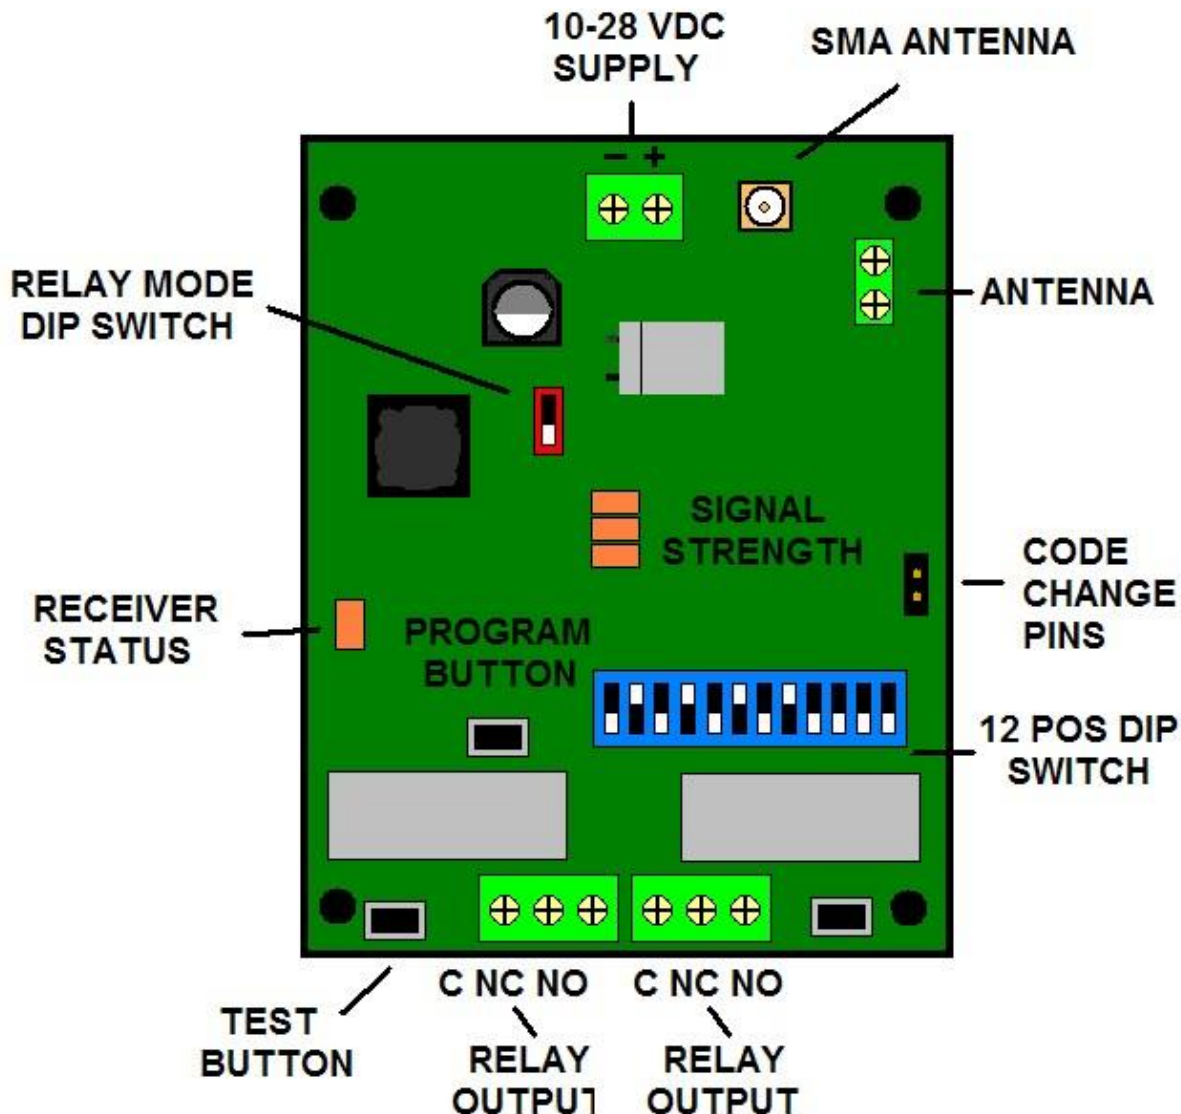 10-28 VDC
SUPPLY
SMA ANTENNA
- +
RELAY MODE
DIP SWITCH
ANTENNA
SIGNAL
STRENGTH
CODE
CHANGE
PINS
RECEIVER
STATUS
PROGRAM
BUTTON
12 POS DIP
SWITCH
C NC NO
C NC NO
TEST
BUTTON
RELAY
OUTPUT
RELAY
OUTPUT